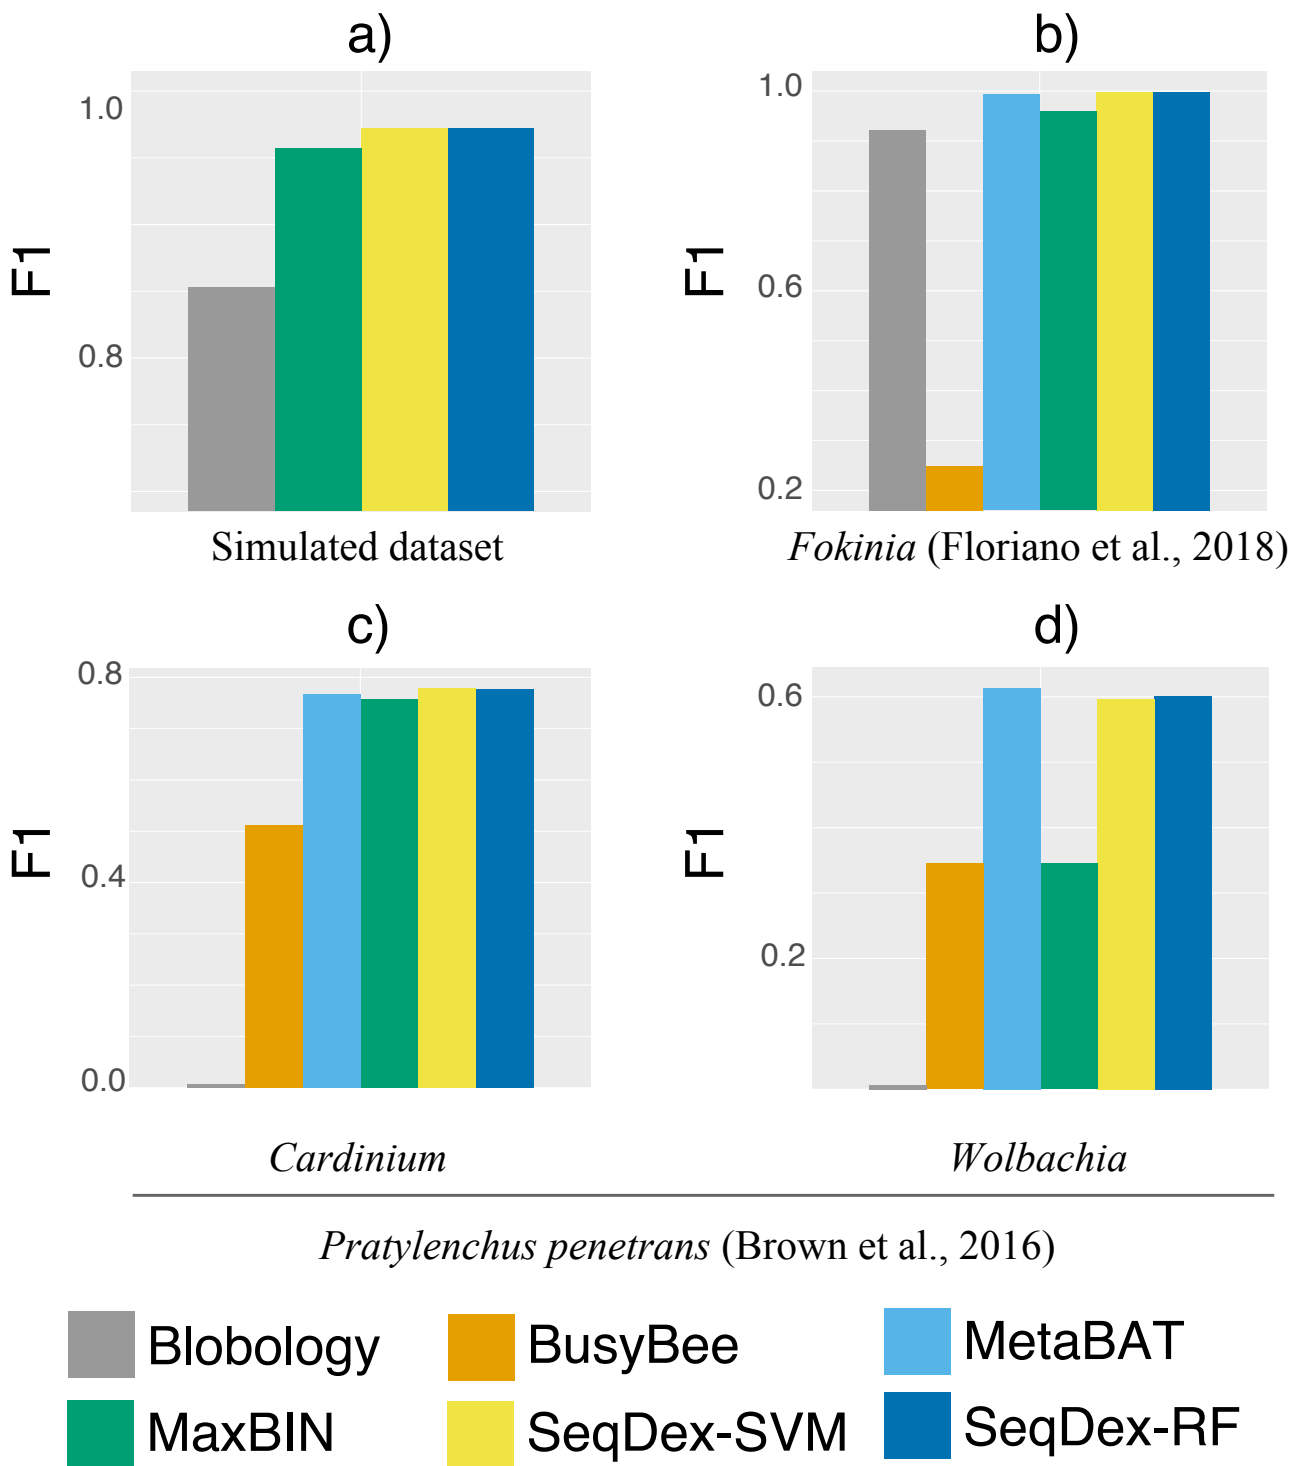 a)
1.0
0.8
F1
Simulated dataset
b)
1.0
0.6
0.2
F1
Fokinia (Floriano et al., 2018)
c)
0.8
0.4
0.0
F1
Cardinium
d)
0.6
0.2
F1
Wolbachia
Pratylenchus penetrans (Brown et al., 2016)
Blobology
BusyBee
MetaBAT
MaxBIN
SeqDex-SVM
SeqDex-RF